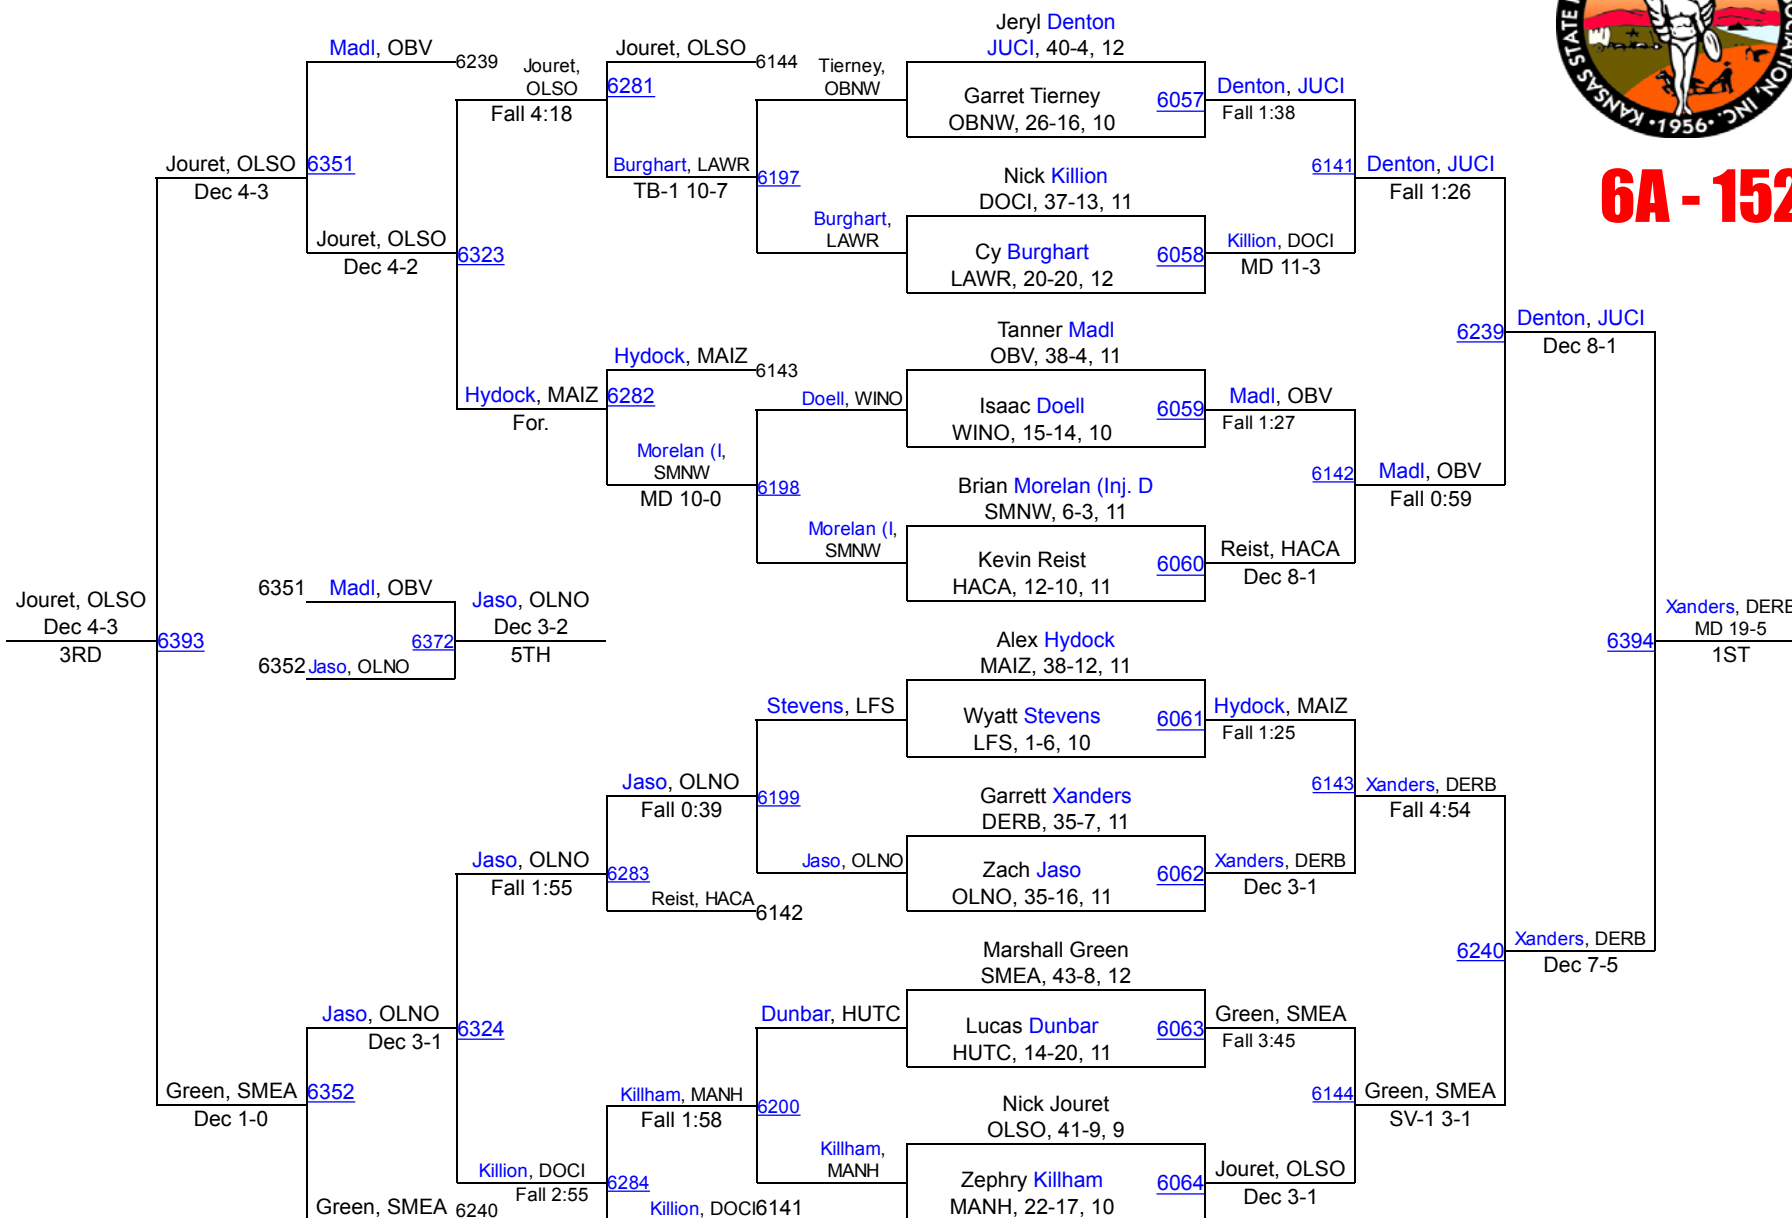 Jeryl Denton
JUCI, 40-4, 12
Garret Tierney
OBNW, 26-16, 10
6057
Nick Killion
DOCI, 37-13, 11
Cy Burghart
LAWR, 20-20, 12
6058
Tanner Madl
OBV, 38-4, 11
Isaac Doell
WINO, 15-14, 10
6059
Brian Morelan (Inj. D
SMNW, 6-3, 11
Kevin Reist
HACA, 12-10, 11
6060
Alex Hydock
MAIZ, 38-12, 11
Wyatt Stevens
LFS, 1-6, 10
6061
Garrett Xanders
DERB, 35-7, 11
Zach Jaso
OLNO, 35-16, 11
6062
Marshall Green
SMEA, 43-8, 12
Lucas Dunbar
HUTC, 14-20, 11
6063
Nick Jouret
OLSO, 41-9, 9
Zephry Killham
MANH, 22-17, 10
6064
Denton, JUCI
Fall 1:38
6141
Killion, DOCI
MD 11-3
Madl, OBV
Fall 1:27
6142
Reist, HACA
Dec 8-1
Hydock, MAIZ
Fall 1:25
6143
Xanders, DERB
Dec 3-1
Green, SMEA
Fall 3:45
6144
Jouret, OLSO
Dec 3-1
Denton, JUCI
Fall 1:26
6239
Madl, OBV
Fall 0:59
Xanders, DERB
Fall 4:54
6240
Green, SMEA
SV-1 3-1
Denton, JUCI
Dec 8-1
6394
Xanders, DERB
Dec 7-5
Xanders, DERB
MD 19-5
1ST
KANSAS STATE
OCIATION, INC.
•1956•
6A - 152
Tierney,
OBNW
6197
Burghart,
LAWR
Doell, WINO
6198
Morelan (I,
SMNW
Stevens, LFS
6199
Jaso, OLNO
Dunbar, HUTC
6200
Killham,
MANH
Jouret, OLSO
6144
6281
Burghart, LAWR
TB-1 10-7
Hydock, MAIZ
6143
6282
Morelan (I,
SMNW
MD 10-0
Jaso, OLNO
Fall 0:39
6283
Reist, HACA
6142
Killham, MANH
Fall 1:58
6284
Killion, DOCI
6141
Jouret,
OLSO
Fall 4:18
6323
Hydock, MAIZ
For.
Jaso, OLNO
Fall 1:55
6324
Killion, DOCI
Fall 2:55
Madl, OBV
6239
6351
Jouret, OLSO
Dec 4-2
Jaso, OLNO
Dec 3-1
6352
Green, SMEA
6240
Jouret, OLSO
Dec 4-3
6393
Green, SMEA
Dec 1-0
Jouret, OLSO
Dec 4-3
3RD
6351
Madl, OBV
6372
6352
Jaso, OLNO
Jaso, OLNO
Dec 3-2
5TH